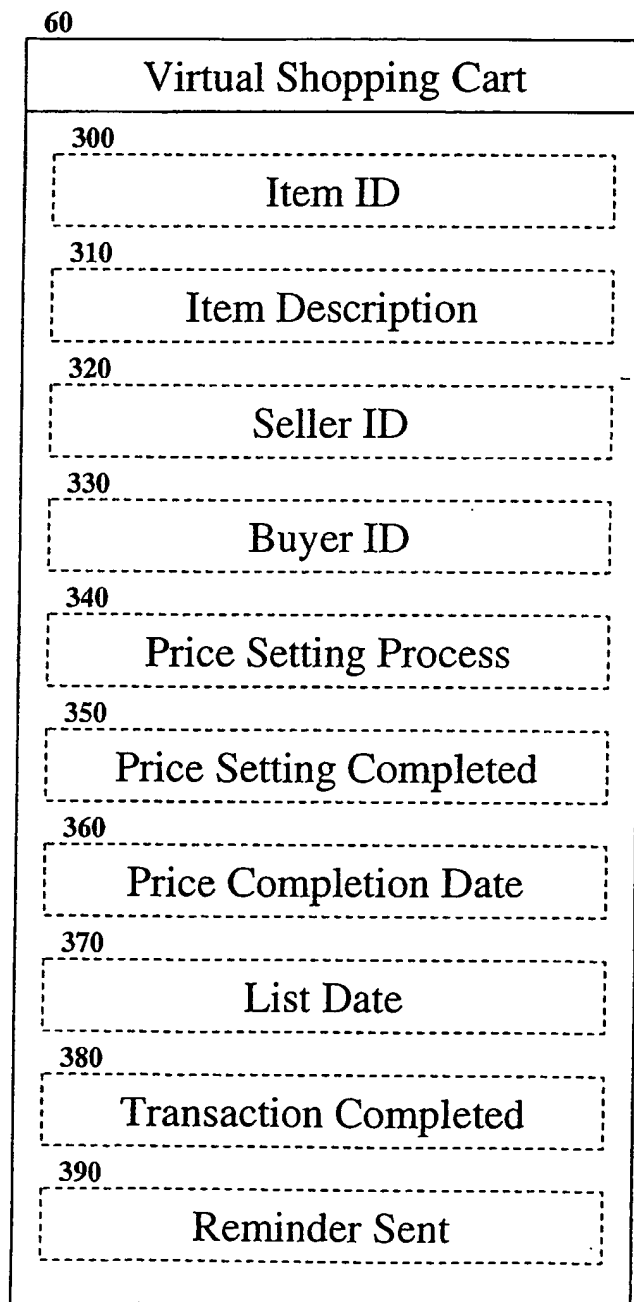 60
Virtual Shopping Cart
300
Item ID
310
Item Description
320
Seller ID
330
Buyer ID
340
Price Setting Process
350
Price Setting Completed
360
Price Completion Date
370
List Date
380
Transaction Completed
390
Reminder Sent